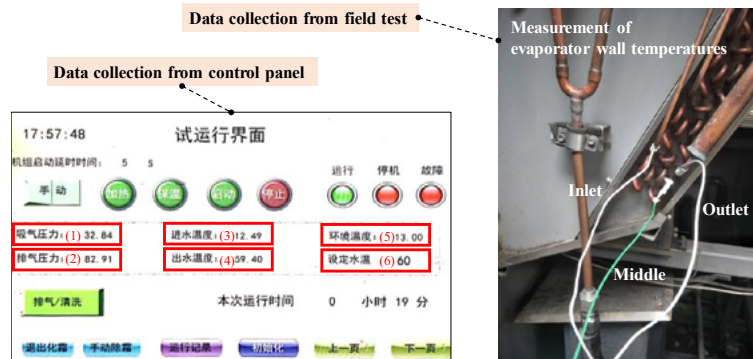 Data collection from field test
Data collection from control panel
Measurement of
evaporator wall temperatures
17:57:48 试运行界面
机组启动延时时间: 5 S
手动 加热 保温 启动 停止 运行 停机 故障
吸气压力:(1) 32.84 进水温度:(3)12.49 环境温度:(5)13.00
排气压力:(2) 82.91 出水温度:(4)59.40 设定水温 (6)60
排气/清洗 本次运行时间 0 小时 19 分
退出化霜 手动除霜 运行记录 初始化 上一页 下一页
Inlet
Outlet
Middle